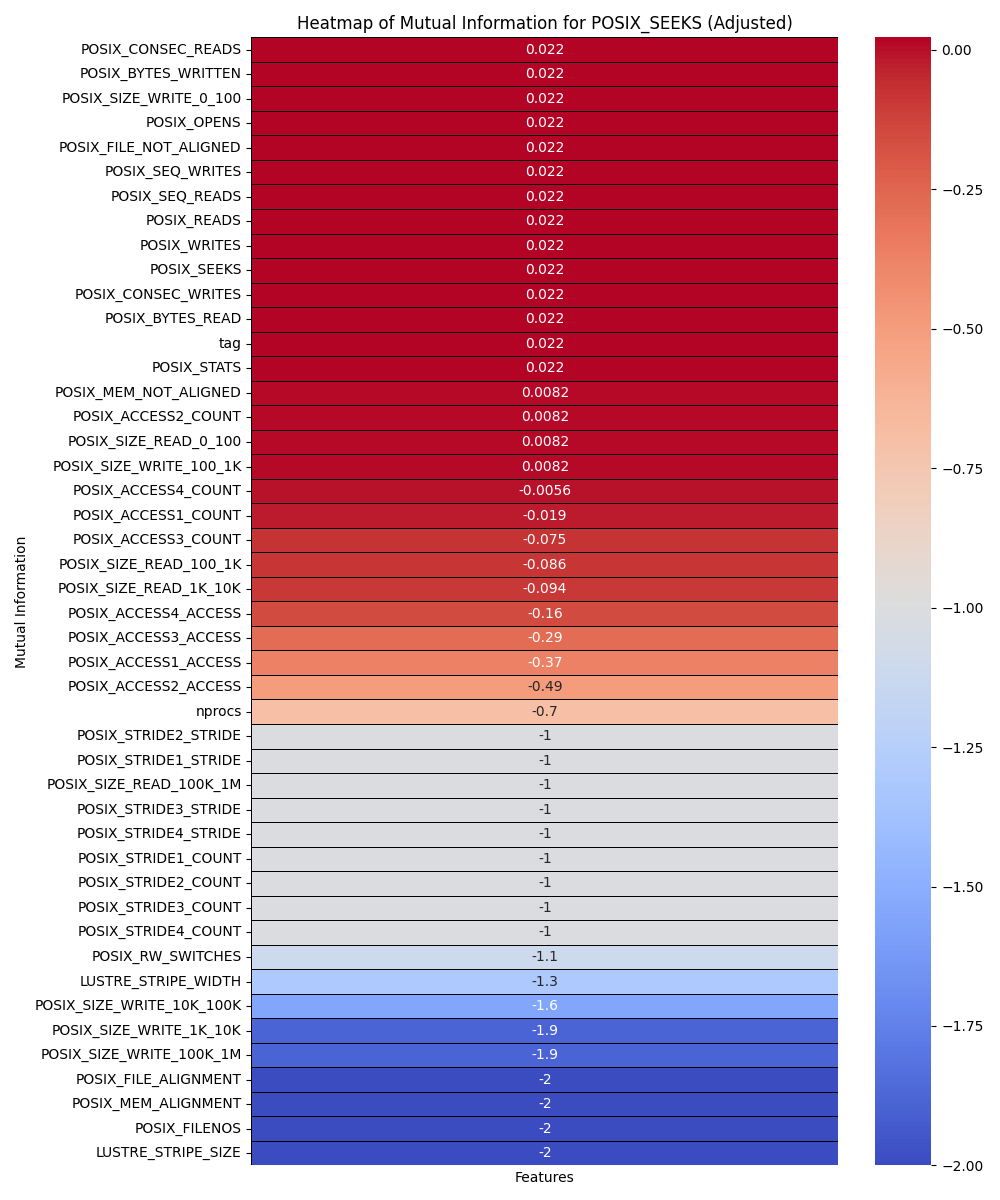 Heatmap of Mutual Information for POSIX_SEEKS (Adjusted)
POSIX_CONSEC_READS 0.022
POSIX_BYTES_WRITTEN 0.022
POSIX_SIZE_WRITE_0_100 0.022
POSIX_OPENS 0.022
POSIX_FILE_NOT_ALIGNED 0.022
POSIX_SEQ_WRITES 0.022
POSIX_SEQ_READS 0.022
POSIX_READS 0.022
POSIX_WRITES 0.022
POSIX_SEEKS 0.022
POSIX_CONSEC_WRITES 0.022
POSIX_BYTES_READ 0.022
tag 0.022
POSIX_STATS 0.022
POSIX_MEM_NOT_ALIGNED 0.0082
POSIX_ACCESS2_COUNT 0.0082
POSIX_SIZE_READ_0_100 0.0082
POSIX_SIZE_WRITE_100_1K 0.0082
POSIX_ACCESS4_COUNT -0.0056
POSIX_ACCESS1_COUNT -0.019
POSIX_ACCESS3_COUNT -0.075
POSIX_SIZE_READ_100_1K -0.086
POSIX_SIZE_READ_1K_10K -0.094
POSIX_ACCESS4_ACCESS -0.16
POSIX_ACCESS3_ACCESS -0.29
POSIX_ACCESS1_ACCESS -0.37
POSIX_ACCESS2_ACCESS -0.49
nprocs -0.7
POSIX_STRIDE2_STRIDE -1
POSIX_STRIDE1_STRIDE -1
POSIX_SIZE_READ_100K_1M -1
POSIX_STRIDE3_STRIDE -1
POSIX_STRIDE4_STRIDE -1
POSIX_STRIDE1_COUNT -1
POSIX_STRIDE2_COUNT -1
POSIX_STRIDE3_COUNT -1
POSIX_STRIDE4_COUNT -1
POSIX_RW_SWITCHES -1.1
LUSTRE_STRIPE_WIDTH -1.3
POSIX_SIZE_WRITE_10K_100K -1.6
POSIX_SIZE_WRITE_1K_10K -1.9
POSIX_SIZE_WRITE_100K_1M -1.9
POSIX_FILE_ALIGNMENT -2
POSIX_MEM_ALIGNMENT -2
POSIX_FILENOS -2
LUSTRE_STRIPE_SIZE -2
Mutual Information
Features
0.00
−0.25
−0.50
−0.75
−1.00
−1.25
−1.50
−1.75
−2.00